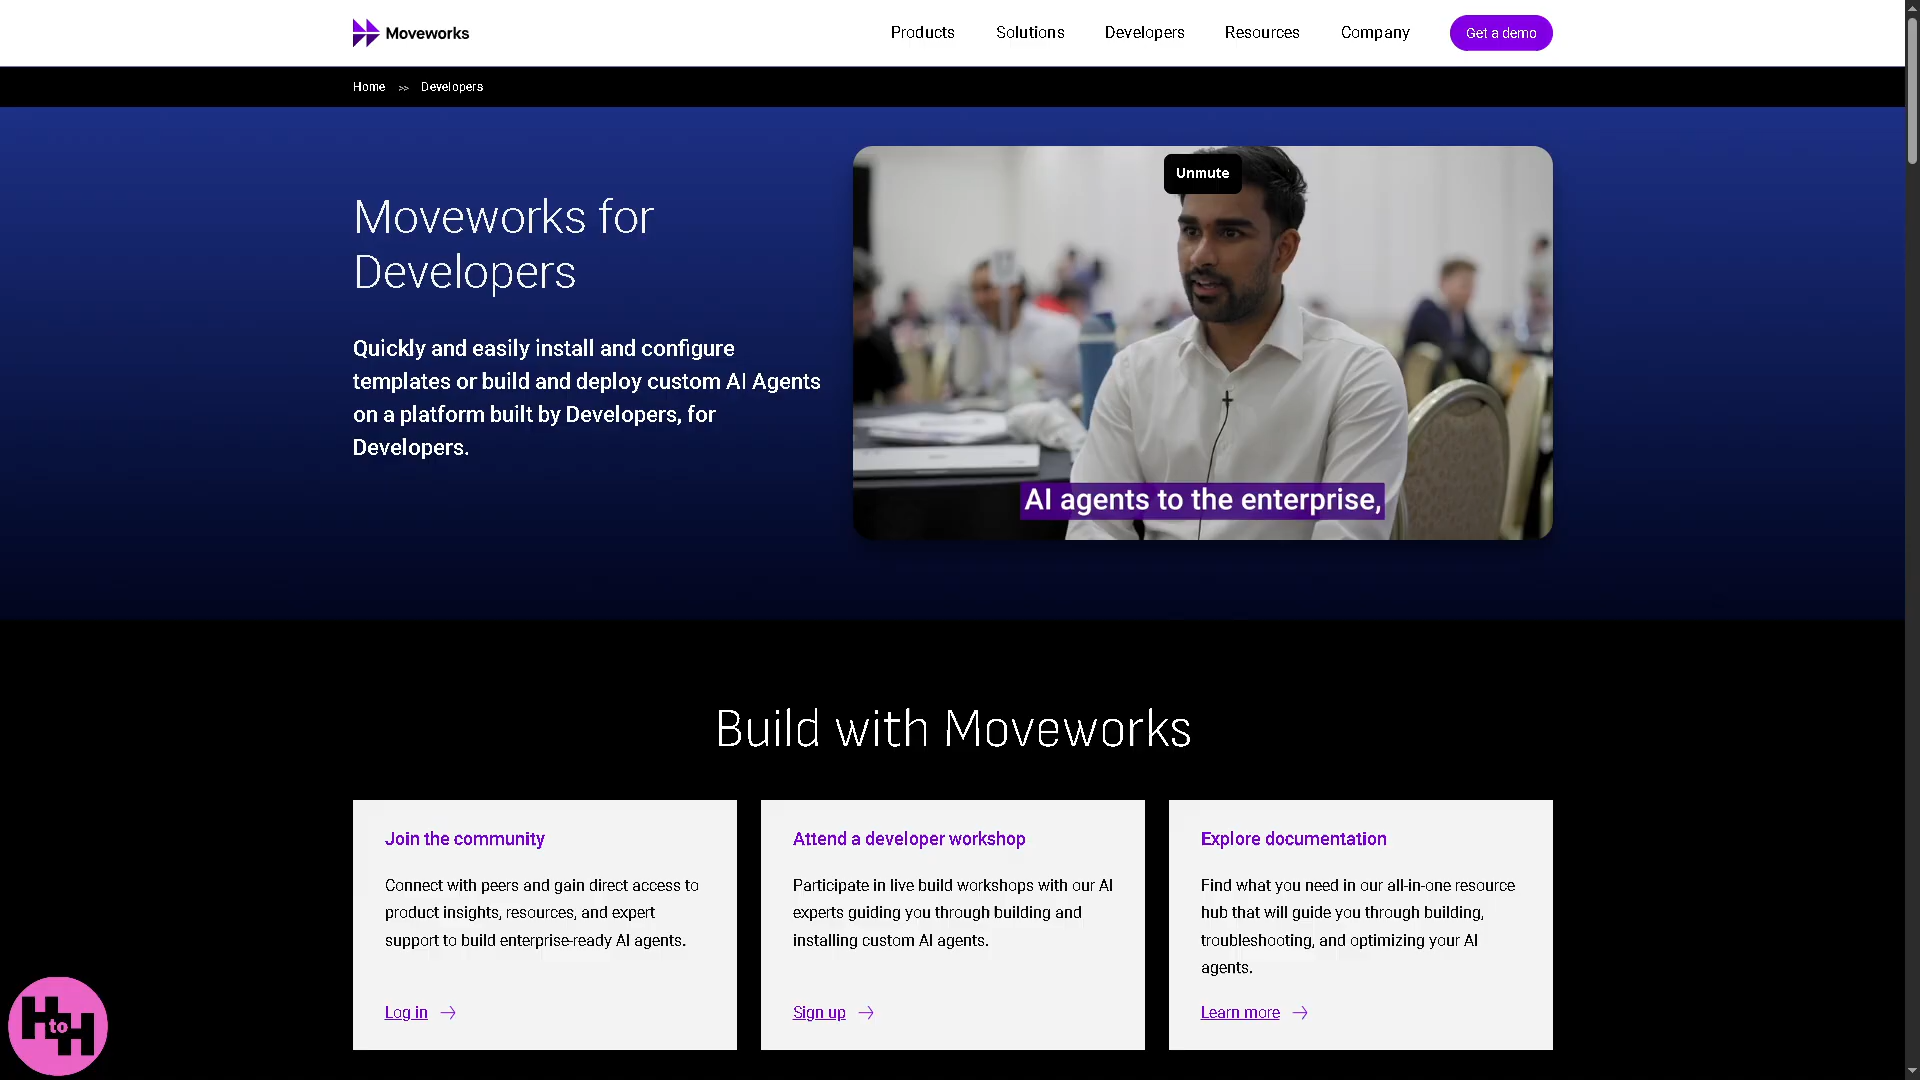 Moveworks
Products
Solutions
Developers
Resources
Company
Get a demo
Home >> Developers
Moveworks for
Developers
Quickly and easily install and configure
templates or build and deploy custom AI Agents
on a platform built by Developers, for
Developers.
Unmute
AI agents to the enterprise,
Build with Moveworks
Join the community
Connect with peers and gain direct access to
product insights, resources, and expert
support to build enterprise-ready AI agents.
Log in
Attend a developer workshop
Participate in live build workshops with our AI
experts guiding you through building and
installing custom AI agents.
Sign up
Explore documentation
Find what you need in our all-in-one resource
hub that will guide you through building,
troubleshooting, and optimizing your AI
agents.
Learn more
H to H